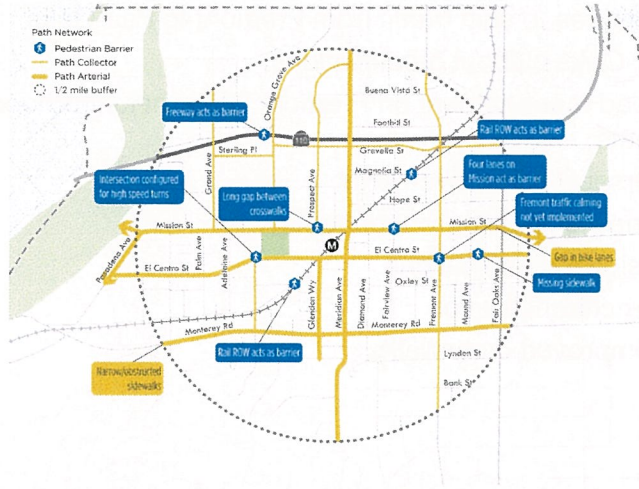 Path Network
Pedestrian Barrier
Path Collector
Path Arterial
1/2 mile buffer
Orange Grove Ave
Buena Vista St
Freeway acts as barrier
Foothill St
110
Rail ROW acts as barrier
Sterling Pl
Grevelia St
Grand Ave
Prospect Ave
Magnolia St
Four lanes on
Mission act as barrier
Intersection configured
for high speed turns
Long gap between
crosswalks
Hope St
Fremont traffic calming
not yet implemented
Mission St
Mission St
M
Pasadena Ave
Palm Ave
Adelaine Ave
El Centro St
Gap in bike lanes
El Centro St
Oxley St
Missing sidewalk
Glendon Wy
Meridian Ave
Diamond Ave
Fairview Ave
Fremont Ave
Mound Ave
Fair Oaks Ave
Monterey Rd
Monterey Rd
Rail ROW acts as barrier
Lyndon St
Narrow/obstructed
sidewalks
Bank St